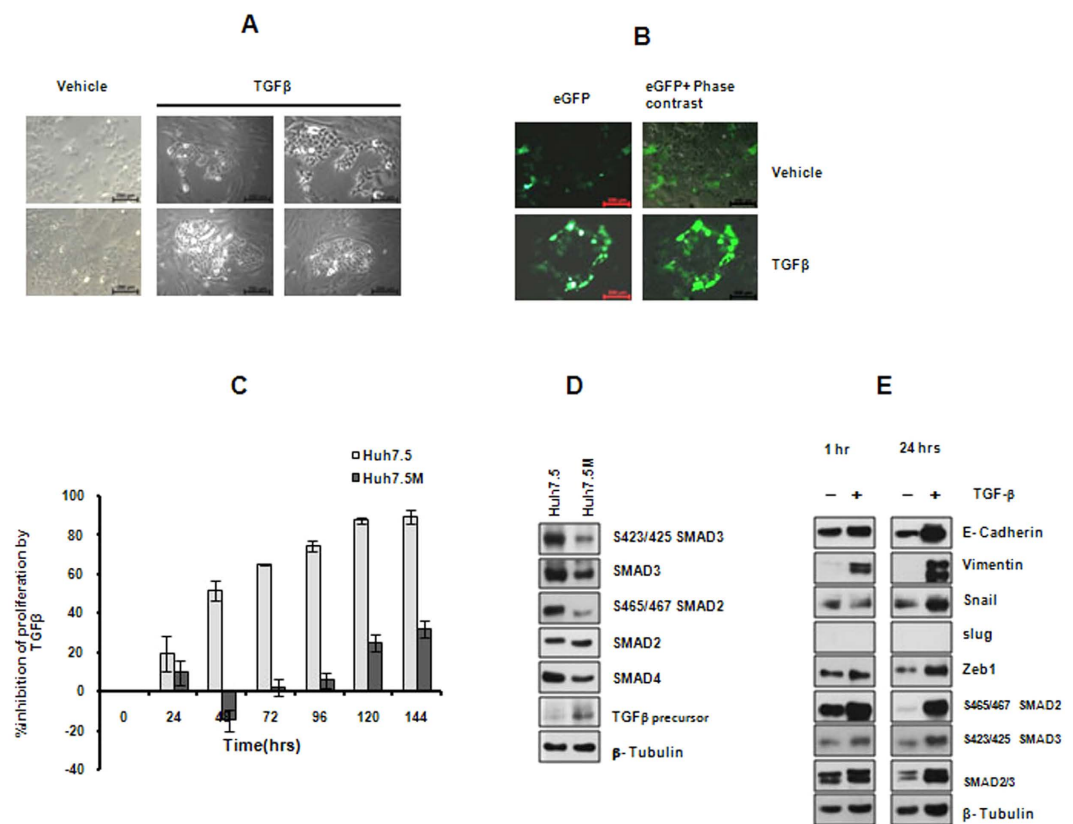 A
Vehicle
TGFβ
B
eGFP
eGFP+ Phase
contrast
Vehicle
TGFβ
C
Huh7.5
Huh7.5M
%inhibition of proliferation by
TGFβ
100
80
60
40
20
0
-20
-40
0 24 48 72 96 120 144
Time(hrs)
D
Huh7.5
Huh7.5M
S423/425 SMAD3
SMAD3
S465/467 SMAD2
SMAD2
SMAD4
TGFβ precursor
β- Tubulin
E
1 hr
24 hrs
− + − + TGF-β
E- Cadherin
Vimentin
Snail
slug
Zeb1
S465/467 SMAD2
S423/425 SMAD3
SMAD2/3
β- Tubulin